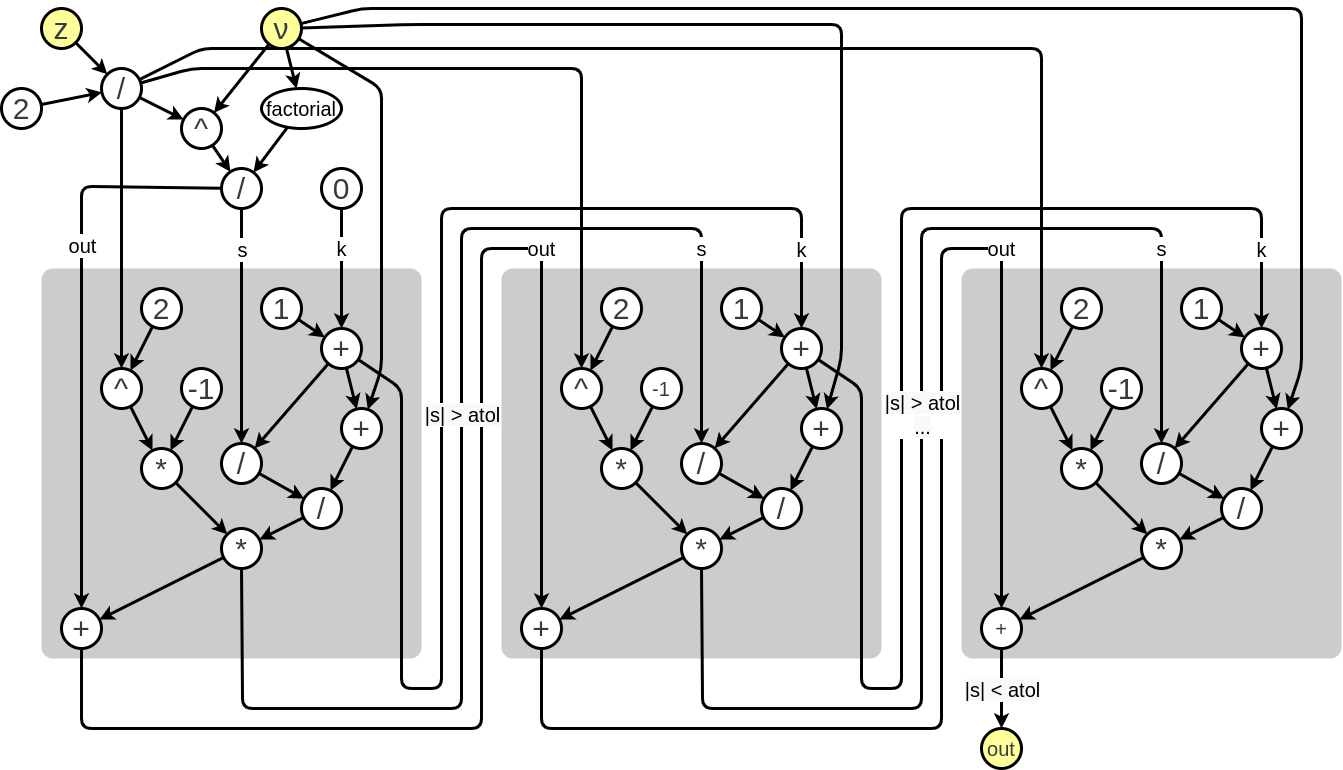 z
ν
/
2
^
factorial
/
0
out
s
k
out
s
k
out
s
k
2
1
+
2
1
+
2
1
+
^
-1
^
-1
^
-1
|s| > atol
|s| > atol
...
+
+
+
*
/
*
/
*
/
/
/
/
*
*
*
+
+
+
|s| < atol
out